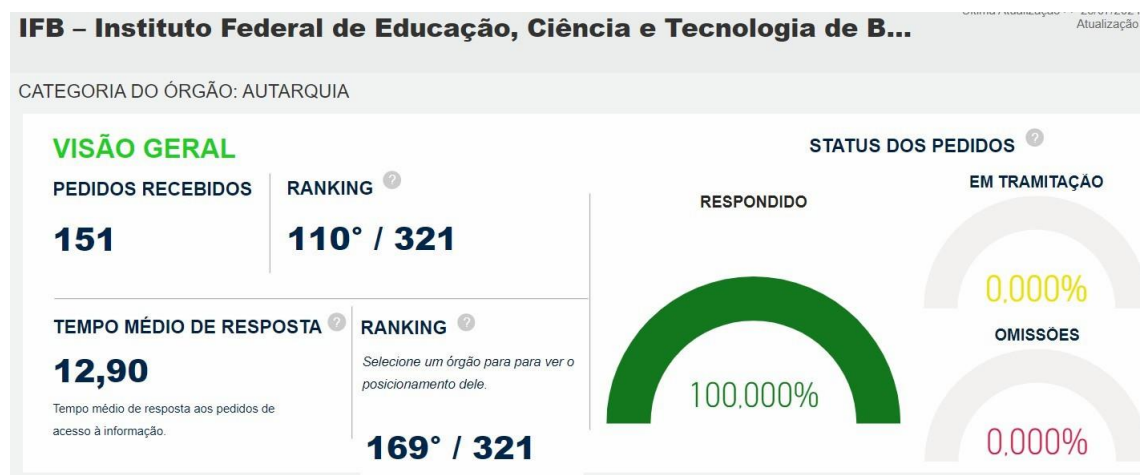 IFB – Instituto Federal de Educação, Ciência e Tecnologia de B...
Atualização
CATEGORIA DO ÓRGÃO: AUTARQUIA
VISÃO GERAL
PEDIDOS RECEBIDOS
151
RANKING ?
110° / 321
TEMPO MÉDIO DE RESPOSTA ?
12,90
Tempo médio de resposta aos pedidos de
acesso à informação.
RANKING ?
Selecione um órgão para para ver o
posicionamento dele.
169° / 321
STATUS DOS PEDIDOS ?
RESPONDIDO
100,000%
EM TRAMITAÇÃO
0,000%
OMISSÕES
0,000%